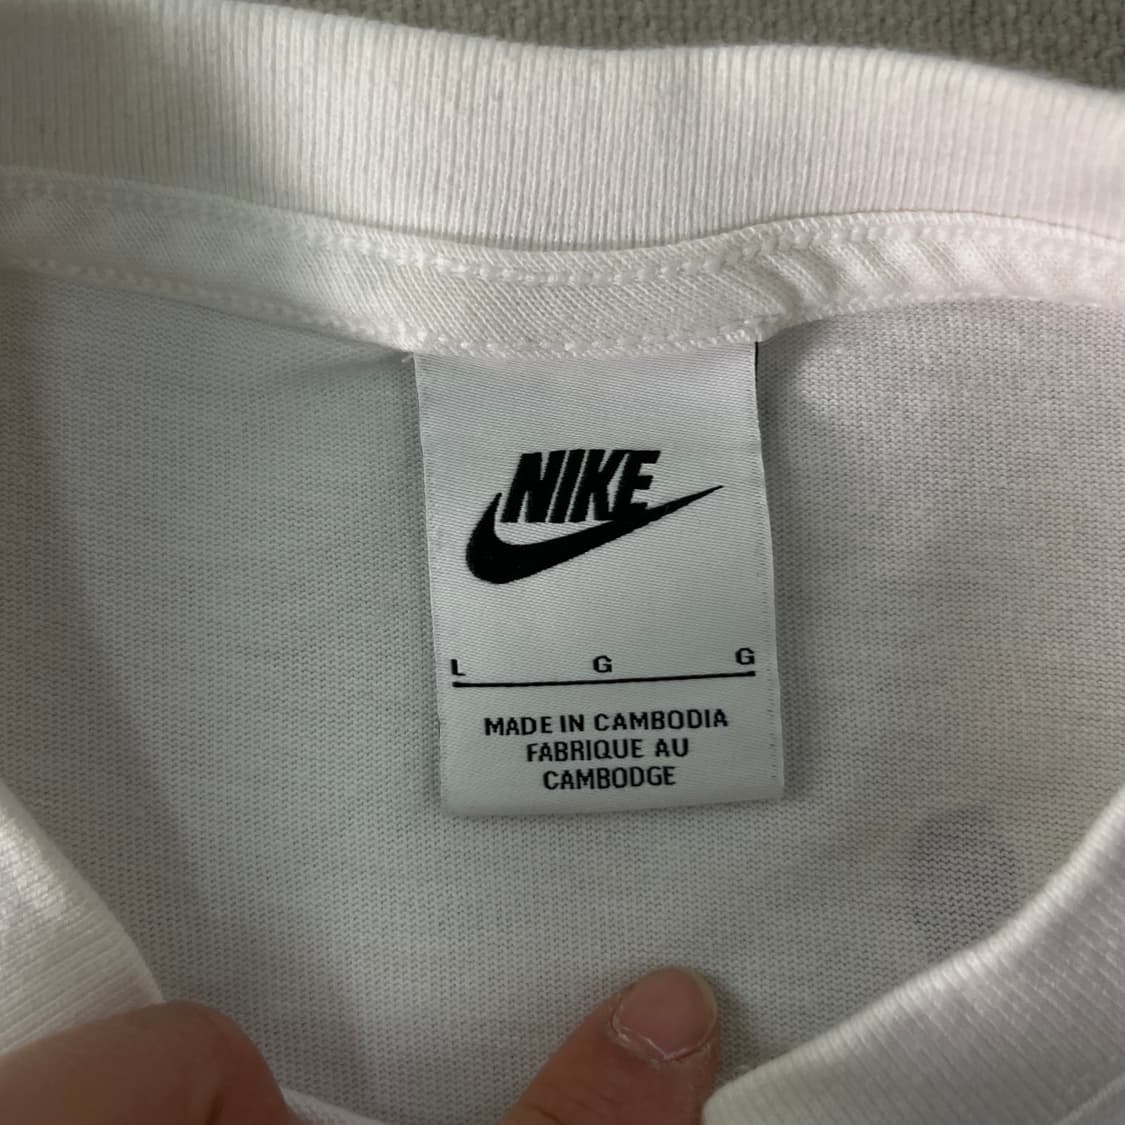 NIKE
L G G
MADE IN CAMBODIA
FABRIQUE AU
CAMBODGE